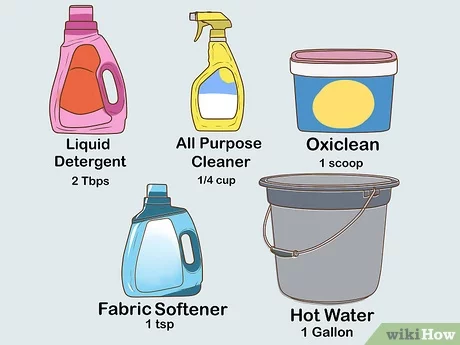 Liquid
Detergent
2 Tbps
All Purpose
Cleaner
1/4 cup
Oxiclean
1 scoop
Fabric Softener
1 tsp
Hot Water
1 Gallon
wikiHow